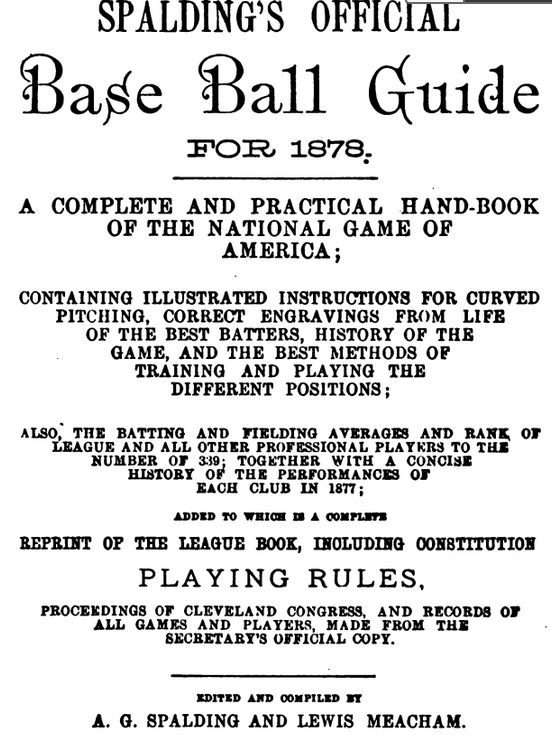 SPALDING'S OFFICIAL
Base Ball Guide
FOR 1878.
A COMPLETE AND PRACTICAL HAND-BOOK
OF THE NATIONAL GAME OF
AMERICA;
CONTAINING ILLUSTRATED INSTRUCTIONS FOR CURVED
PITCHING, CORRECT ENGRAVINGS FROM LIFE
OF THE BEST BATTERS, HISTORY OF THE
GAME, AND THE BEST METHODS OF
TRAINING AND PLAYING THE
DIFFERENT POSITIONS;
ALSO, THE BATTING AND FIELDING AVERAGES AND RANK OF
LEAGUE AND ALL OTHER PROFESSIONAL PLAYERS TO THE
NUMBER OF 339; TOGETHER WITH A CONCISE
HISTORY OF THE PERFORMANCES OF
EACH CLUB IN 1877;
ADDED TO WHICH IS A COMPLETE
REPRINT OF THE LEAGUE BOOK, INCLUDING CONSTITUTION
PLAYING RULES,
PROCEEDINGS OF CLEVELAND CONGRESS, AND RECORDS OF
ALL GAMES AND PLAYERS, MADE FROM THE
SECRETARY'S OFFICIAL COPY.
EDITED AND COMPILED BY
A. G. SPALDING AND LEWIS MEACHAM.